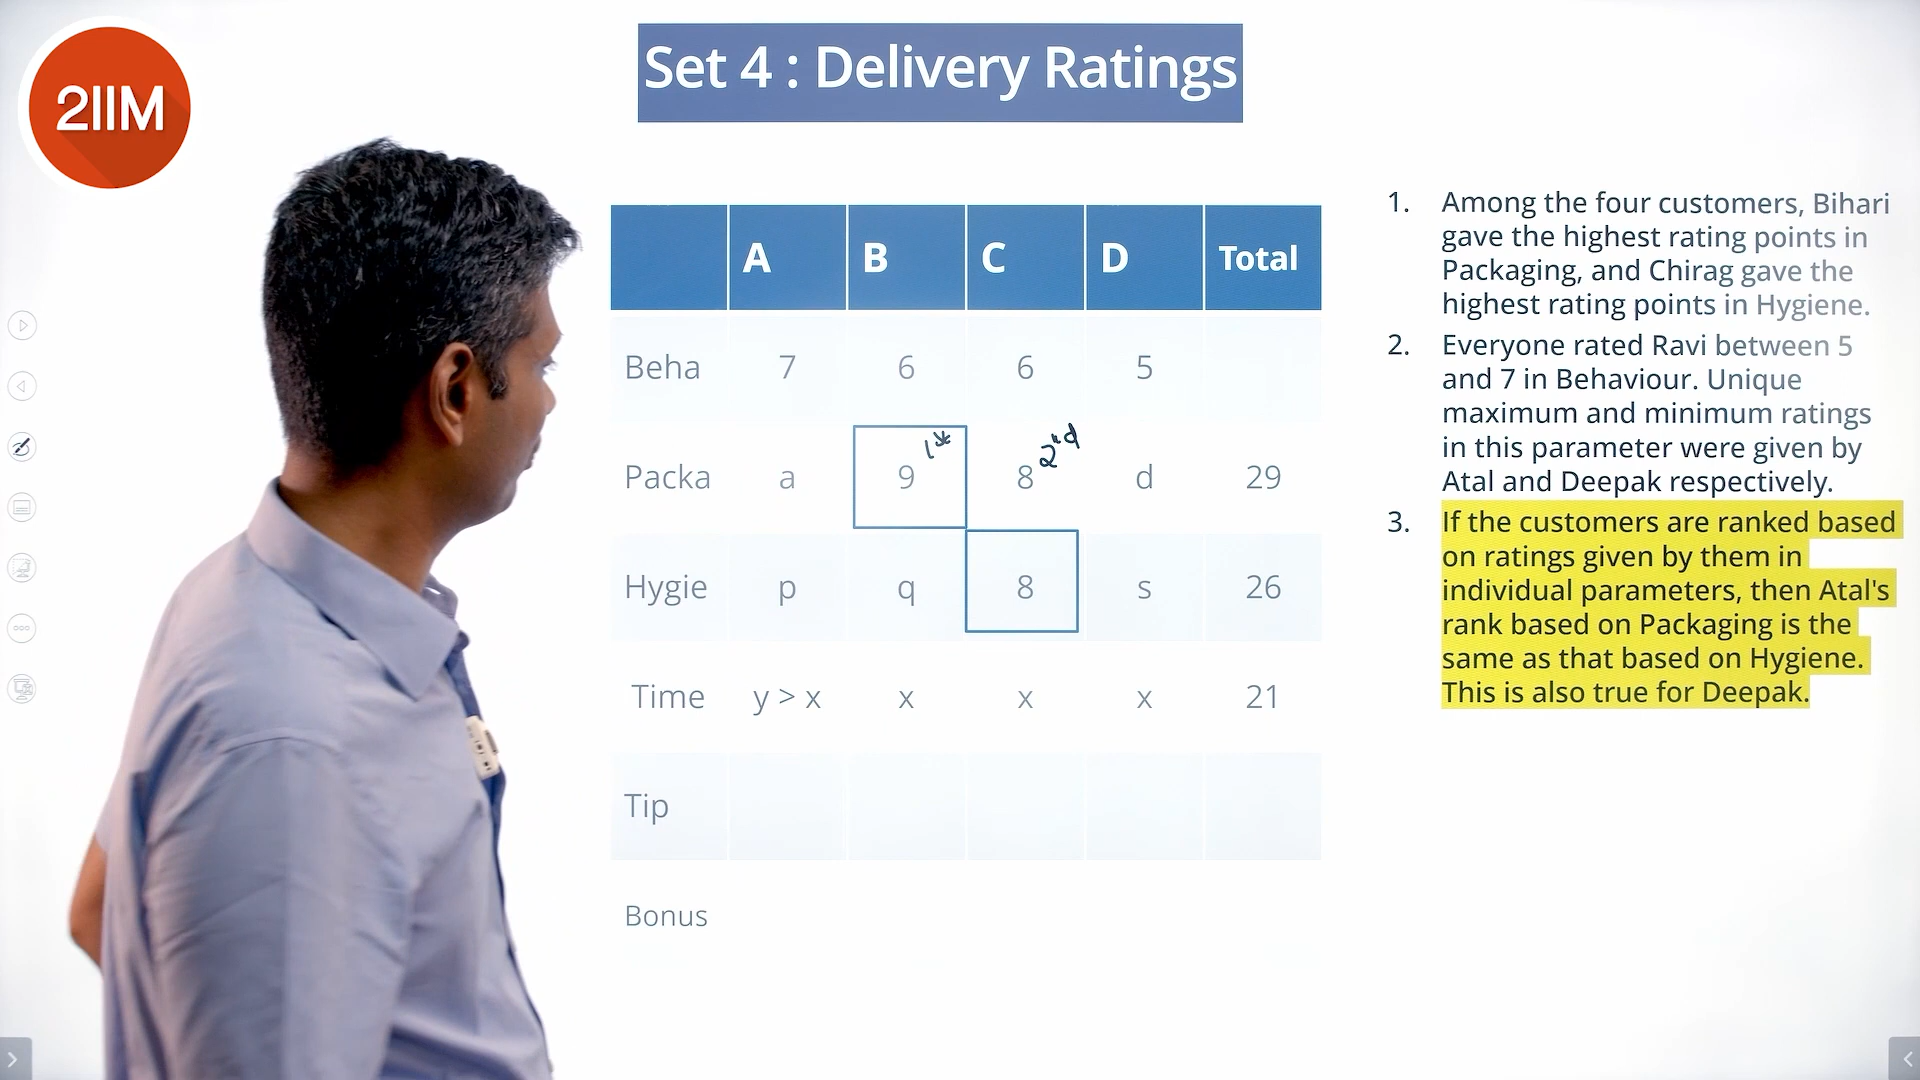 2IIM
Set 4 : Delivery Ratings
A B C D Total
Beha 7 6 6 5
Packa a 9 1st 8 2nd d 29
Hygie p q 8 s 26
Time y > x x x x 21
Tip
Bonus
1. Among the four customers, Bihari
gave the highest rating points in
Packaging, and Chirag gave the
highest rating points in Hygiene.
2. Everyone rated Ravi between 5
and 7 in Behaviour. Unique
maximum and minimum ratings
in this parameter were given by
Atal and Deepak respectively.
3. If the customers are ranked based
on ratings given by them in
individual parameters, then Atal's
rank based on Packaging is the
same as that based on Hygiene.
This is also true for Deepak.